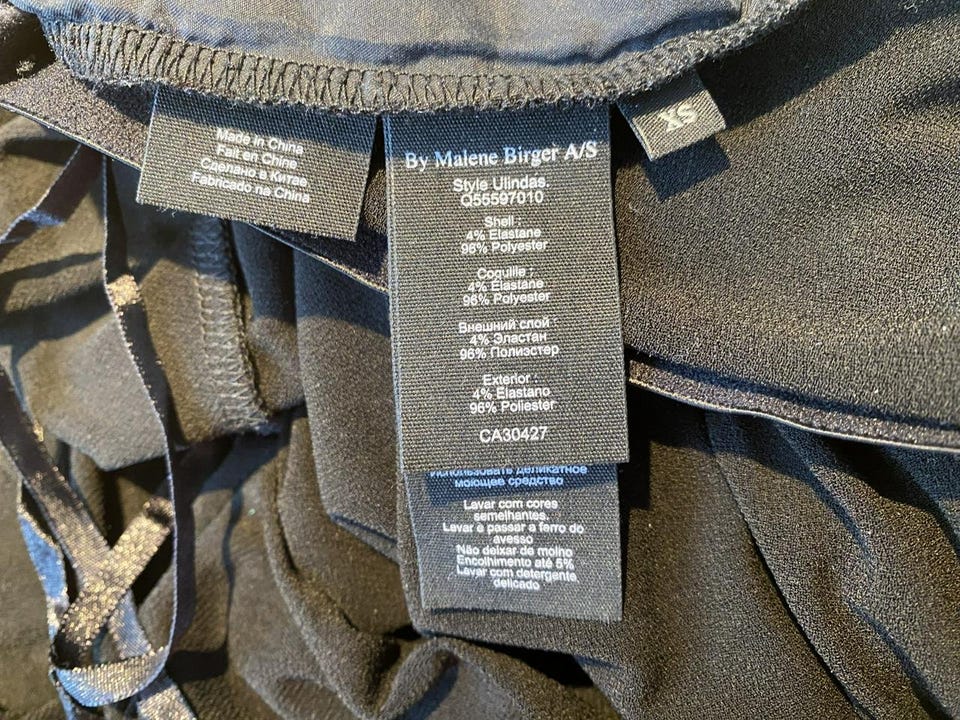 Made in China
Fait en Chine
Сделано в Китае
Fabricado na China
By Malene Birger A/S
Style Ulindas.
Q55597010
Shell :
4% Elastane
96% Polyester
Coquille :
4% Elastane
96% Polyester
Внешний слой :
4% Эластан
96% Полиэстер
Exterior :
4% Elastano
96% Poliester
CA30427
XS
Использовать деликатное
моющее средство
Lavar com cores
semelhantes.
Lavar e passar a ferro do
avesso
Não deixar de molho
Encolhimento até 5%
Lavar com detergente
delicado